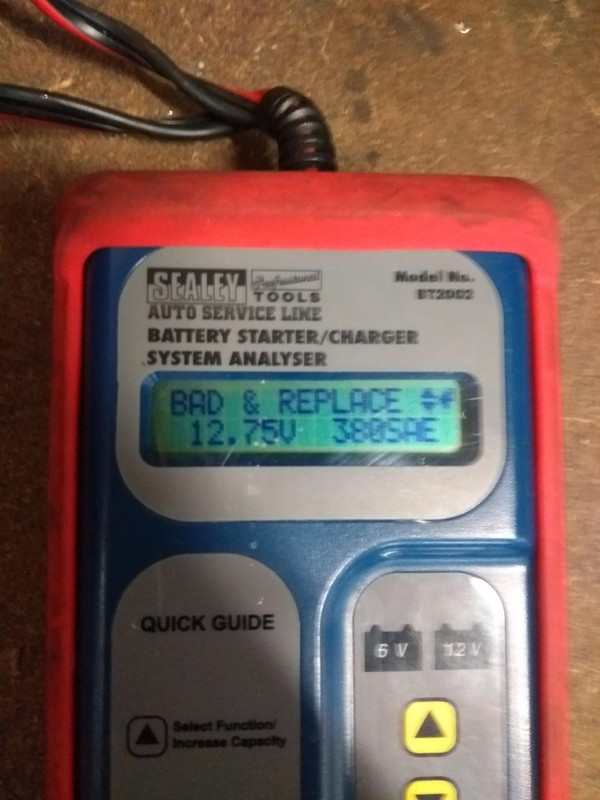 SEALEY
Professional
TOOLS
Model No.
BT2002
AUTO SERVICE LINE
BATTERY STARTER/CHARGER
SYSTEM ANALYSER
BAD & REPLACE
12.75V 380SAE
QUICK GUIDE
6 V 12V
Select Function/
Increase Capacity